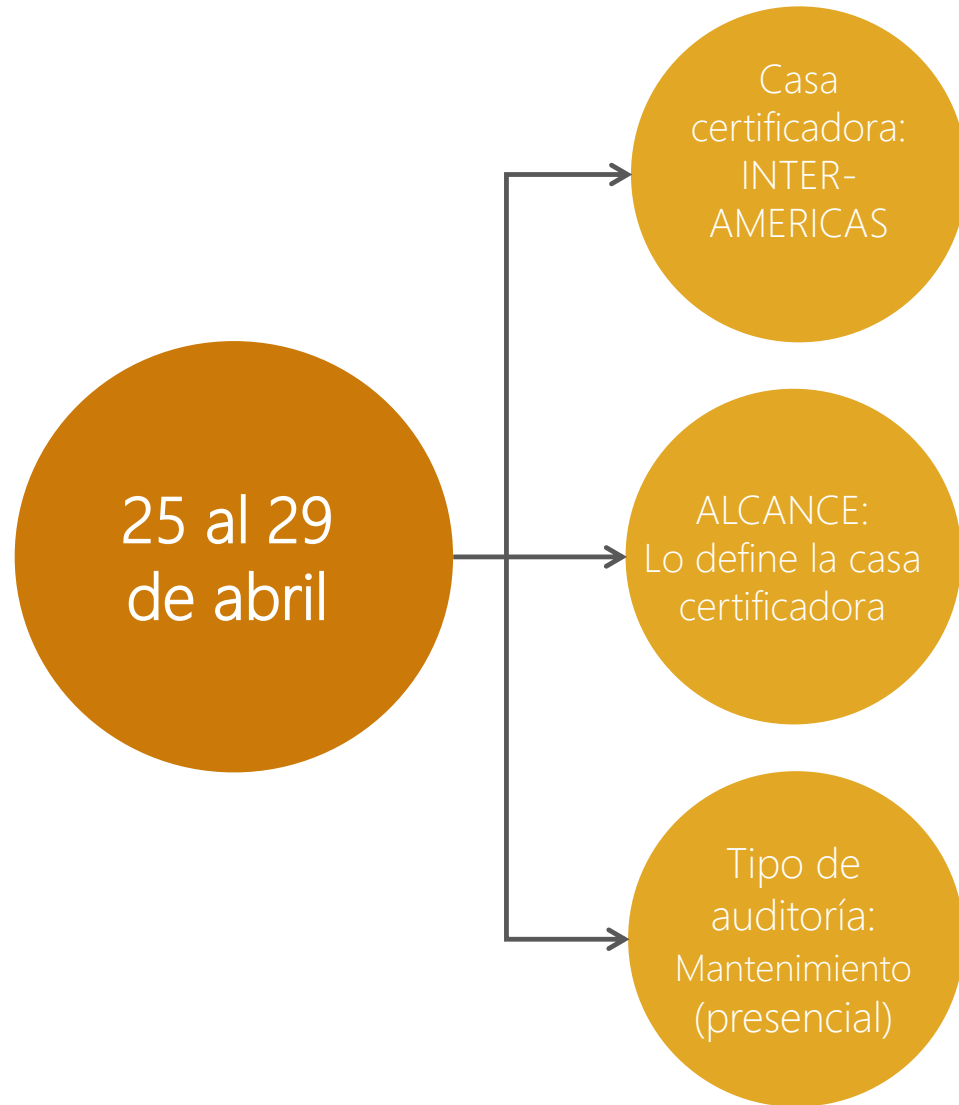 Casa
certificadora:
INTER-
AMERICAS
25 al 29
de abril
ALCANCE:
Lo define la casa
certificadora
Tipo de
auditoría:
Mantenimiento
(presencial)